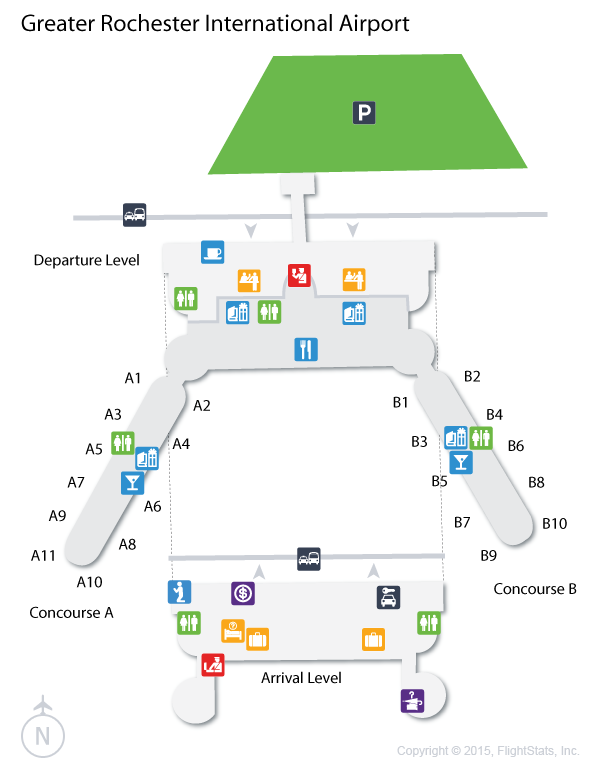 Greater Rochester International Airport
P
Departure Level
A1
B2
A2
B1
A3
B4
A4
B3
A5
B6
A7
B5
B8
A6
A9
B7
B10
A8
A11
B9
A10
Concourse B
Concourse A
$
?
Arrival Level
N
Copyright © 2015, FlightStats, Inc.